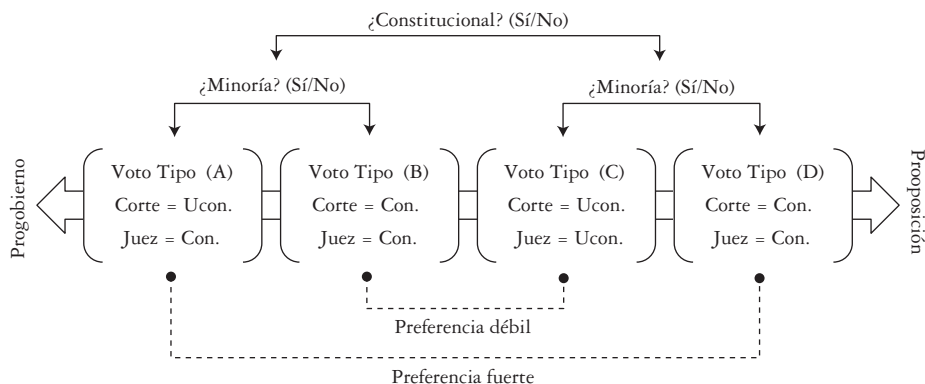 ¿Constitucional? (Sí/No)
¿Minoría? (Sí/No)
¿Minoría? (Sí/No)
Progobierno
Voto Tipo (A)
Corte = Ucon.
Juez = Con.
Voto Tipo (B)
Corte = Con.
Juez = Con.
Voto Tipo (C)
Corte = Ucon.
Juez = Ucon.
Voto Tipo (D)
Corte = Con.
Juez = Con.
Prooposición
Preferencia débil
Preferencia fuerte